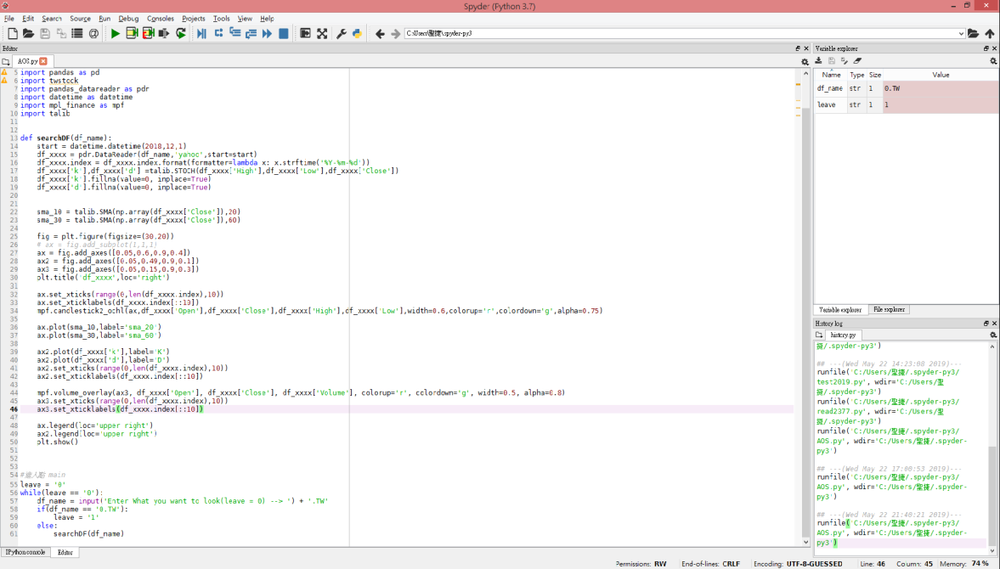 Spyder (Python 3.7)
File Edit Search Source Run Debug Consoles Projects Tools View Help
C:\Users\聖捷\.spyder-py3
Editor
AOS.py
5 import pandas as pd
6 import twstock
7 import pandas_datareader as pdr
8 import datetime as datetime
9 import mpl_finance as mpf
10 import talib
11
12
13 def searchDF(df_name):
14 start = datetime.datetime(2018,12,1)
15 df_xxxx = pdr.DataReader(df_name,'yahoo',start=start)
16 df_xxxx.index = df_xxxx.index.format(formatter=lambda x: x.strftime('%Y-%m-%d'))
17 df_xxxx['k'],df_xxxx['d'] =talib.STOCH(df_xxxx['High'],df_xxxx['Low'],df_xxxx['Close'])
18 df_xxxx['k'].fillna(value=0, inplace=True)
19 df_xxxx['d'].fillna(value=0, inplace=True)
20
21
22 sma_10 = talib.SMA(np.array(df_xxxx['Close']),20)
23 sma_30 = talib.SMA(np.array(df_xxxx['Close']),60)
24
25 fig = plt.figure(figsize=(30,20))
26 # ax = fig.add_subplot(1,1,1)
27 ax = fig.add_axes([0.05,0.6,0.9,0.4])
28 ax2 = fig.add_axes([0.05,0.49,0.9,0.1])
29 ax3 = fig.add_axes([0.05,0.15,0.9,0.3])
30 plt.title('df_xxxx',loc='right')
31
32 ax.set_xticks(range(0,len(df_xxxx.index),10))
33 ax.set_xticklabels(df_xxxx.index[::10])
34 mpf.candlestick2_ochl(ax,df_xxxx['Open'],df_xxxx['Close'],df_xxxx['High'],df_xxxx['Low'],width=0.6,colorup='r',colordown='g',alpha=0.75)
35
36 ax.plot(sma_10,label='sma_20')
37 ax.plot(sma_30,label='sma_60')
38
39 ax2.plot(df_xxxx['k'],label='K')
40 ax2.plot(df_xxxx['d'],label='D')
41 ax2.set_xticks(range(0,len(df_xxxx.index),10))
42 ax2.set_xticklabels(df_xxxx.index[::10])
43
44 mpf.volume_overlay(ax3, df_xxxx['Open'], df_xxxx['Close'], df_xxxx['Volume'], colorup='r', colordown='g', width=0.5, alpha=0.8)
45 ax3.set_xticks(range(0,len(df_xxxx.index),10))
46 ax3.set_xticklabels(df_xxxx.index[::10])
47
48 ax.legend(loc='upper right')
49 ax2.legend(loc='upper right')
50 plt.show()
51
52
53
54 #進入點 main
55 leave = '0'
56 while(leave == '0'):
57 df_name = input('Enter What you want to look(leave = 0) --> ') + '.TW'
58 if(df_name == '0.TW'):
59 leave = '1'
60 else:
61 searchDF(df_name)
IPython console Editor
Variable explorer
Name Type Size Value
df_name str 1 0.TW
leave str 1 1
Variable explorer File explorer
History log
history.py
捷/.spyder-py3')
## ---(Wed May 22 14:23:08 2019)---
runfile('C:/Users/聖捷/.spyder-py3/
test2019.py', wdir='C:/Users/聖
捷/.spyder-py3')
runfile('C:/Users/聖捷/.spyder-py3/
read2377.py', wdir='C:/Users/聖
捷/.spyder-py3')
runfile('C:/Users/聖捷/.spyder-py3/
AOS.py', wdir='C:/Users/聖捷/.spyder-
py3')
## ---(Wed May 22 17:00:53 2019)---
runfile('C:/Users/聖捷/.spyder-py3/
AOS.py', wdir='C:/Users/聖捷/.spyder-
py3')
## ---(Wed May 22 21:40:21 2019)---
runfile('C:/Users/聖捷/.spyder-py3/
AOS.py', wdir='C:/Users/聖捷/.spyder-
py3')
Permissions: RW End-of-lines: CRLF Encoding: UTF-8-GUESSED Line: 46 Column: 45 Memory: 74 %